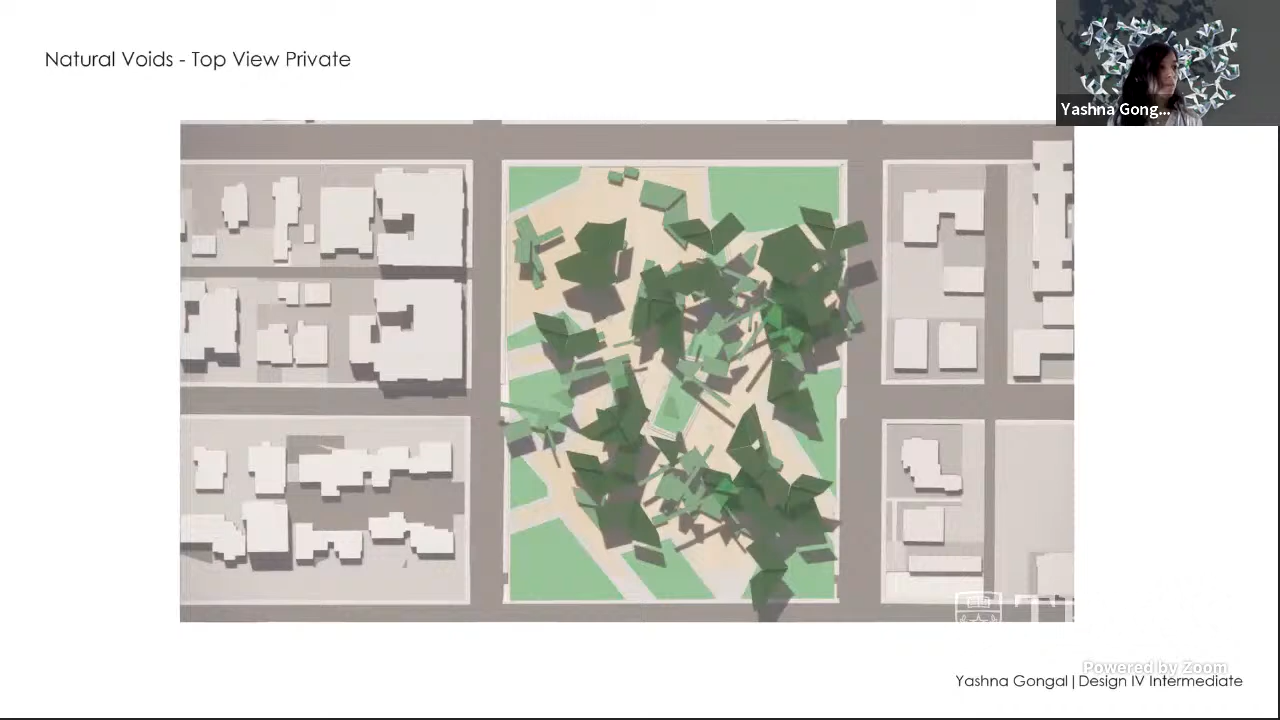 Natural Voids - Top View Private
Yashna Gong...
Powered by Zoom
Yashna Gongal|Design IV Intermediate